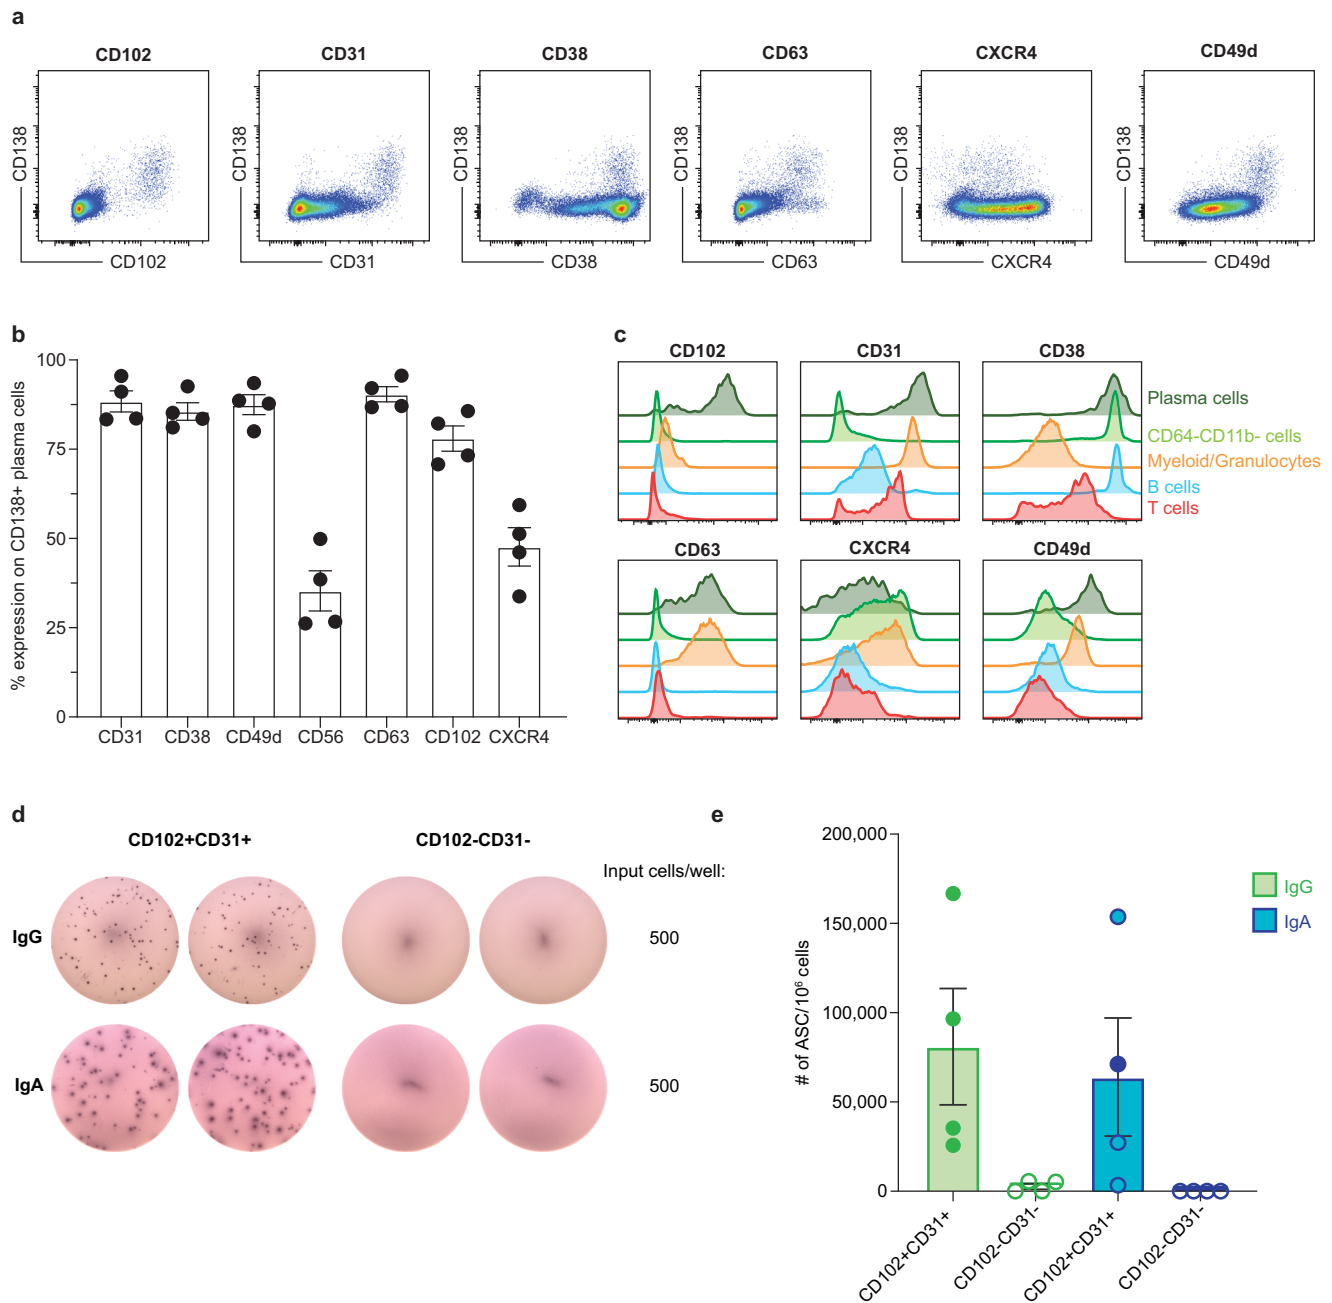 a
CD102 CD31 CD38 CD63 CXCR4 CD49d
CD138 CD138 CD138 CD138 CD138 CD138
CD102 CD31 CD38 CD63 CXCR4 CD49d
b
% expression on CD138+ plasma cells
100
75
50
25
0
CD31 CD38 CD49d CD56 CD63 CD102 CXCR4
c
CD102 CD31 CD38
Plasma cells
CD64-CD11b- cells
Myeloid/Granulocytes
B cells
T cells
CD63 CXCR4 CD49d
d
CD102+CD31+ CD102-CD31-
Input cells/well:
IgG 500
IgA 500
e
# of ASC/10⁶ cells
200,000
150,000
100,000
50,000
0
CD102+CD31+ CD102-CD31- CD102+CD31+ CD102-CD31-
IgG
IgA